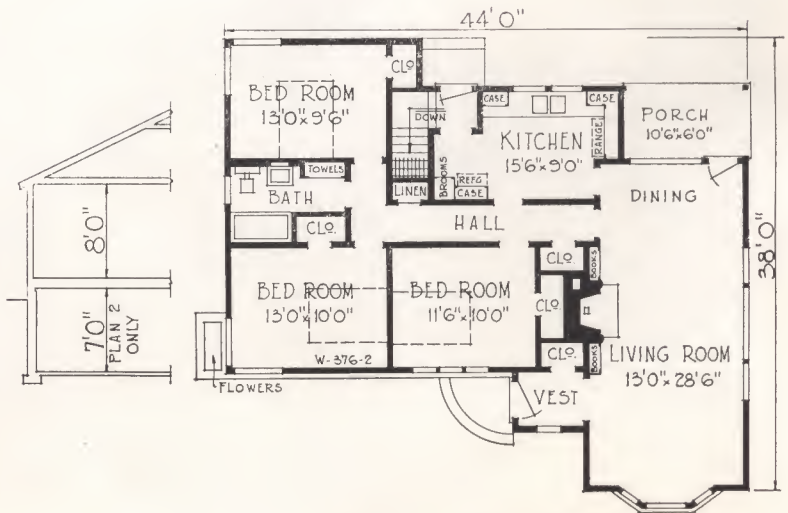 44'0"
CLO.
BED ROOM
13'0"x9'6"
DOWN
CASE
CASE
PORCH
10'6"x6'0"
KITCHEN
15'6"x9'0"
RANGE
TOWELS
BATH
LINEN
BROOMS
REFG.
CASE
DINING
HALL
CLO.
CLO.
BOOKS
8'0"
38'0"
BED ROOM
13'0"x10'0"
BED ROOM
11'6"x10'0"
CLO.
7'0"
PLAN 2
ONLY
W-376-2
CLO.
BOOKS
LIVING ROOM
13'0"x28'6"
FLOWERS
VEST